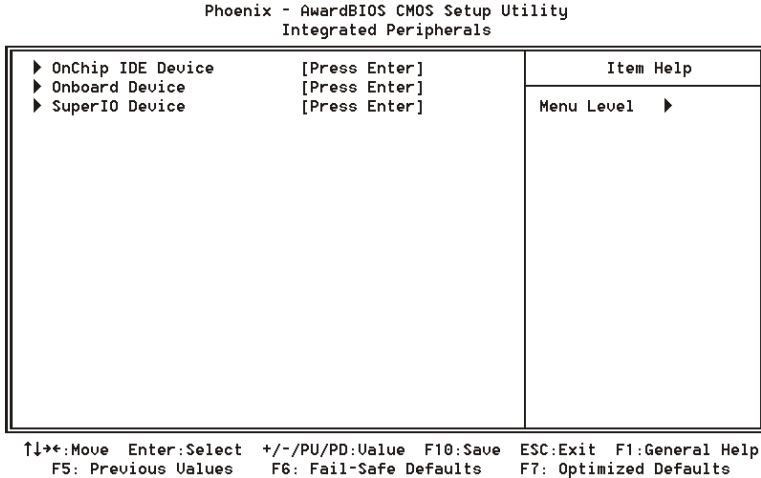 Phoenix - AwardBIOS CMOS Setup Utility
Integrated Peripherals
▶ OnChip IDE Device [Press Enter]
▶ Onboard Device [Press Enter]
▶ SuperIO Device [Press Enter]
Item Help
Menu Level ▶
↑↓→←:Move Enter:Select +/-/PU/PD:Value F10:Save ESC:Exit F1:General Help
F5: Previous Values F6: Fail-Safe Defaults F7: Optimized Defaults